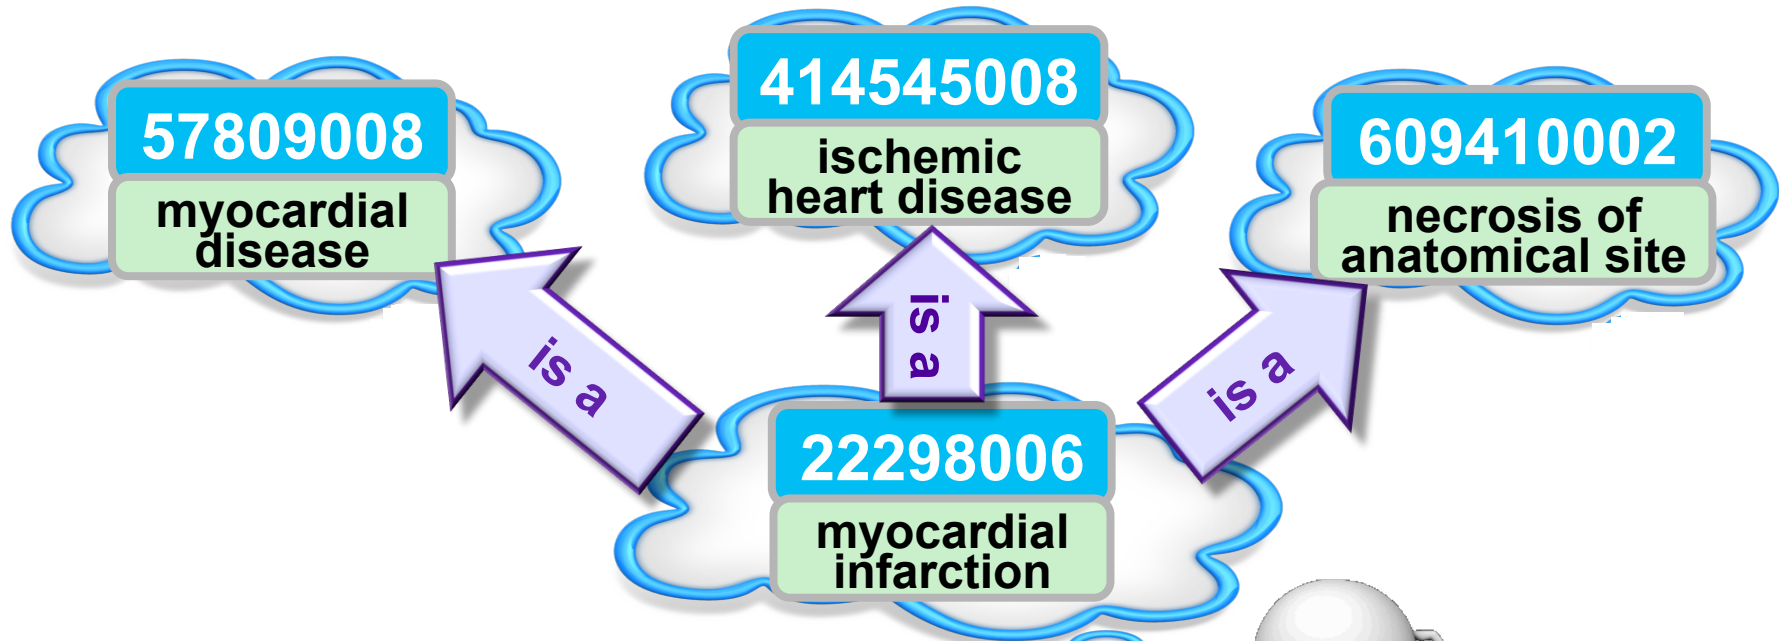 57809008
myocardial
disease
414545008
ischemic
heart disease
609410002
necrosis of
anatomical site
is a
is a
is a
22298006
myocardial
infarction